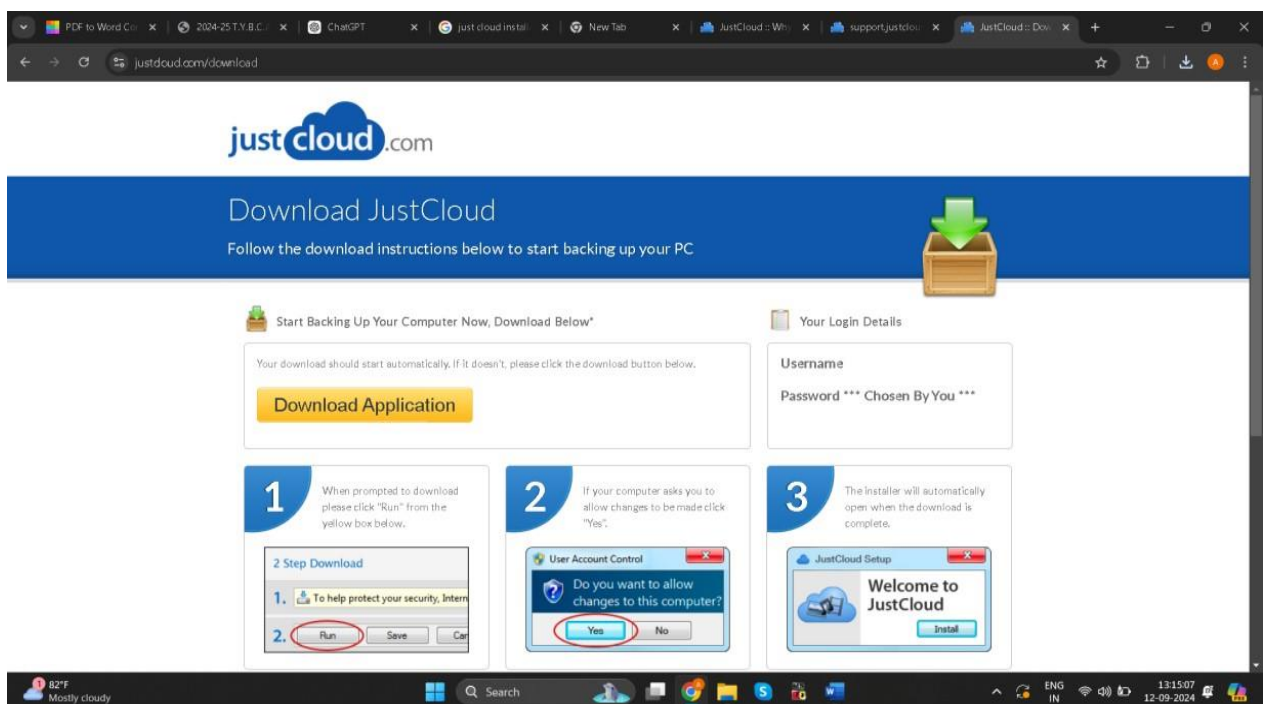 PDF to Word Co
2024-25 T.Y.B.C.
ChatGPT
just cloud instal
New Tab
JustCloud :: Wh
support.justclou
JustCloud :: Dow
justcloud.com/download
A
justcloud.com
Download JustCloud
Follow the download instructions below to start backing up your PC
Start Backing Up Your Computer Now, Download Below*
Your download should start automatically. If it doesn't, please click the download button below.
Download Application
Your Login Details
Username
Password *** Chosen By You ***
1
When prompted to download
please click "Run" from the
yellow box below.
2 Step Download
1. To help protect your security, Intern
2. Run Save Can
2
If your computer asks you to
allow changes to be made click
"Yes".
User Account Control
Do you want to allow
changes to this computer?
Yes No
3
The installer will automatically
open when the download is
complete.
JustCloud Setup
Welcome to
JustCloud
Install
1
82°F
Mostly cloudy
Search
ENG
IN
13:15:07
12-09-2024